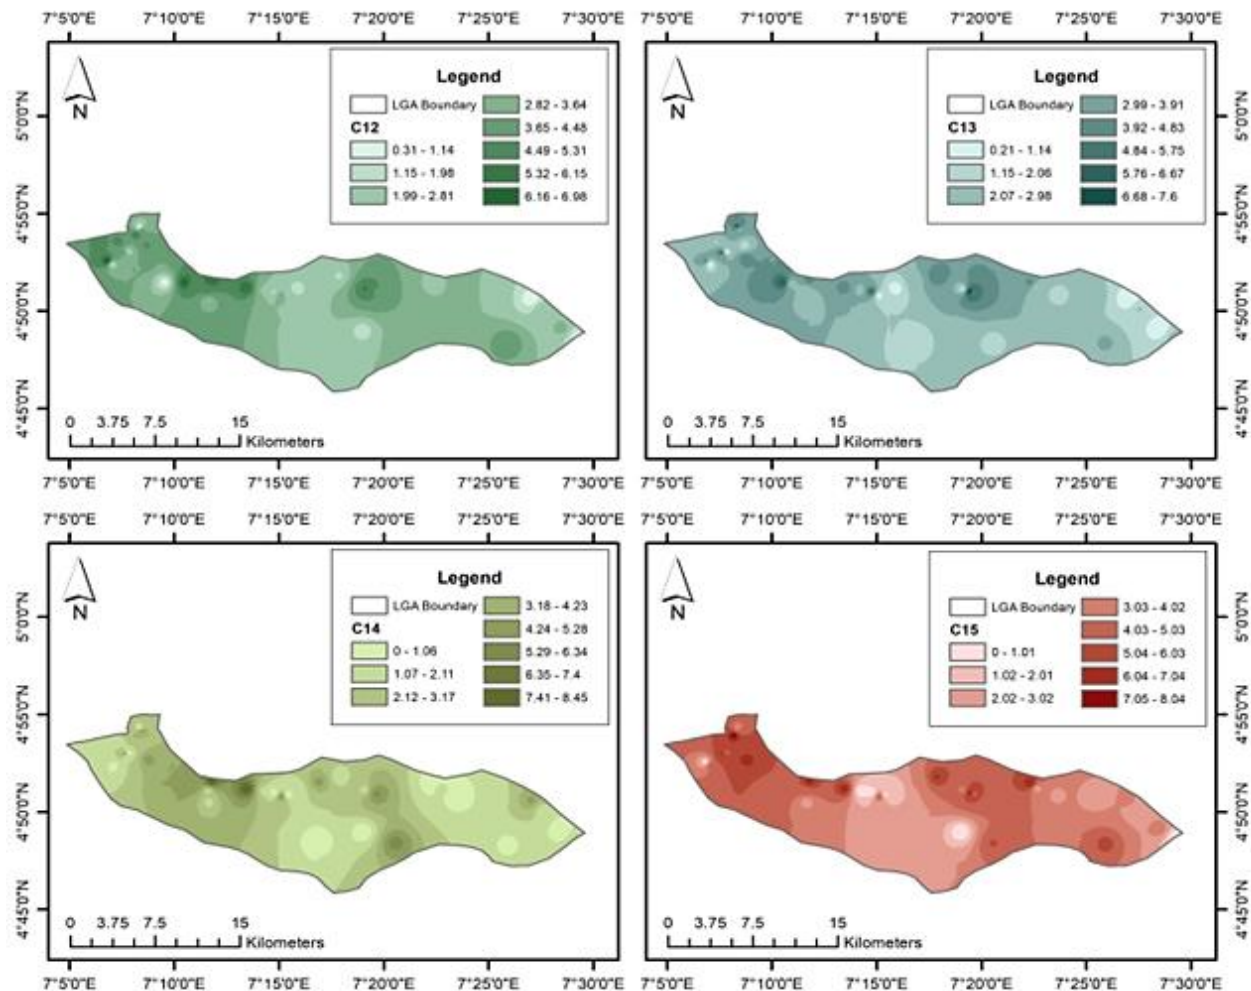 7°5'0"E 7°10'0"E 7°15'0"E 7°20'0"E 7°25'0"E 7°30'0"E 7°5'0"E 7°10'0"E 7°15'0"E 7°20'0"E 7°25'0"E 7°30'0"E
N
Legend
LGA Boundary
C12
0.31 - 1.14
1.15 - 1.98
1.99 - 2.81
2.82 - 3.64
3.65 - 4.48
4.49 - 5.31
5.32 - 6.15
6.16 - 6.98
5°0'0"N
4°55'0"N
4°50'0"N
4°45'0"N
0 3.75 7.5 15
Kilometers
N
Legend
LGA Boundary
C13
0.21 - 1.14
1.15 - 2.06
2.07 - 2.98
2.99 - 3.91
3.92 - 4.83
4.84 - 5.75
5.76 - 6.67
6.68 - 7.6
5°0'0"N
4°55'0"N
4°50'0"N
4°45'0"N
0 3.75 7.5 15
Kilometers
7°5'0"E 7°10'0"E 7°15'0"E 7°20'0"E 7°25'0"E 7°30'0"E 7°5'0"E 7°10'0"E 7°15'0"E 7°20'0"E 7°25'0"E 7°30'0"E
7°5'0"E 7°10'0"E 7°15'0"E 7°20'0"E 7°25'0"E 7°30'0"E 7°5'0"E 7°10'0"E 7°15'0"E 7°20'0"E 7°25'0"E 7°30'0"E
N
Legend
LGA Boundary
C14
0 - 1.06
1.07 - 2.11
2.12 - 3.17
3.18 - 4.23
4.24 - 5.28
5.29 - 6.34
6.35 - 7.4
7.41 - 8.45
5°0'0"N
4°55'0"N
4°50'0"N
4°45'0"N
0 3.75 7.5 15
Kilometers
N
Legend
LGA Boundary
C15
0 - 1.01
1.02 - 2.01
2.02 - 3.02
3.03 - 4.02
4.03 - 5.03
5.04 - 6.03
6.04 - 7.04
7.05 - 8.04
5°0'0"N
4°55'0"N
4°50'0"N
4°45'0"N
0 3.75 7.5 15
Kilometers
7°5'0"E 7°10'0"E 7°15'0"E 7°20'0"E 7°25'0"E 7°30'0"E 7°5'0"E 7°10'0"E 7°15'0"E 7°20'0"E 7°25'0"E 7°30'0"E